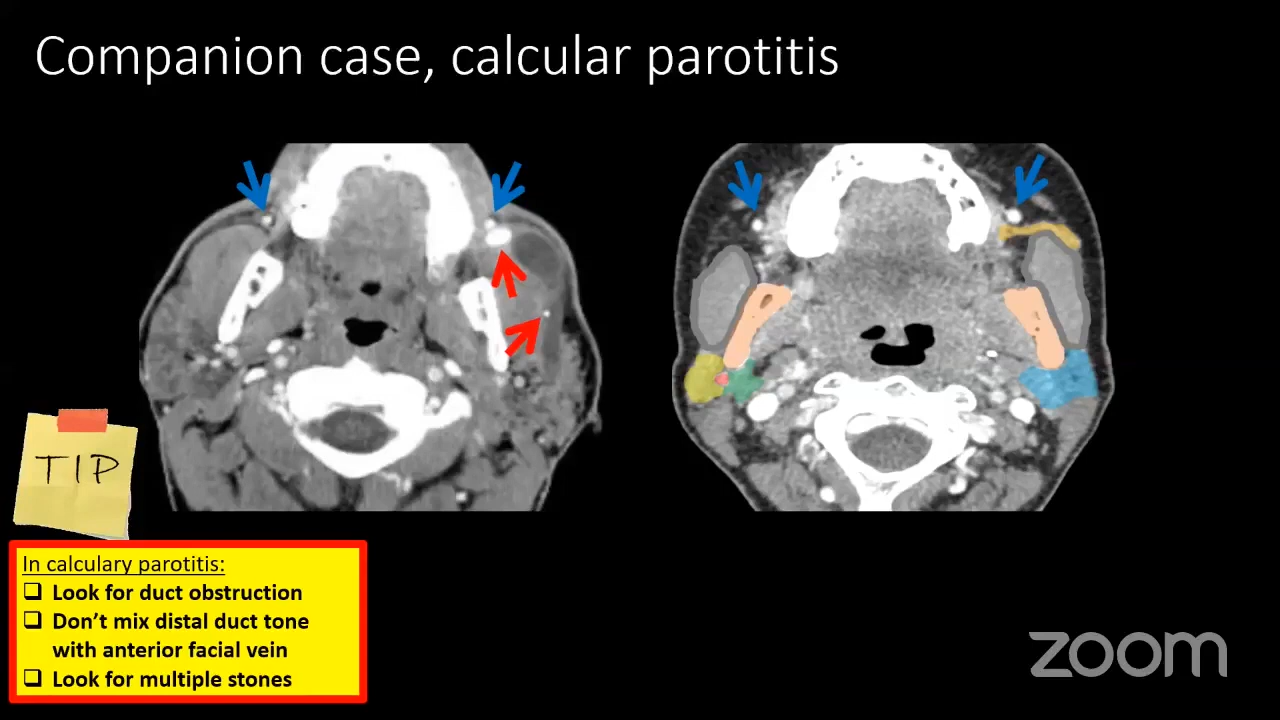 Companion case, calcular parotitis
TIP
In calculary parotitis:
❑ Look for duct obstruction
❑ Don’t mix distal duct tone
with anterior facial vein
❑ Look for multiple stones
zoom